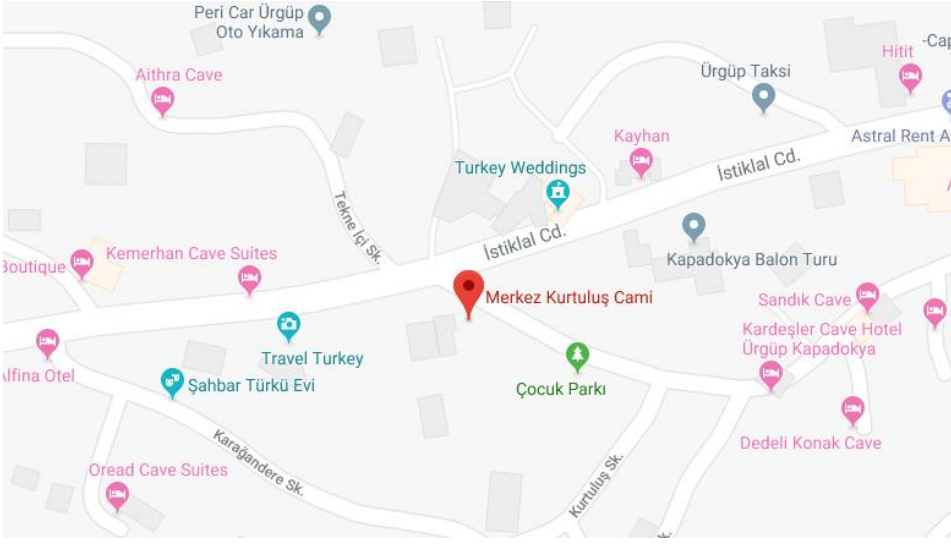 Peri Car Ürgüp
Oto Yıkama
Hitit
-Cap
Aithra Cave
Ürgüp Taksi
Kayhan
Astral Rent A
İstiklal Cd.
Turkey Weddings
Tekne İçi Sk.
İstiklal Cd.
Kemerhan Cave Suites
Boutique
Kapadokya Balon Turu
Merkez Kurtuluş Cami
Sandık Cave
Kardeşler Cave Hotel
Ürgüp Kapadokya
Travel Turkey
Alfina Otel
Şahbar Türkü Evi
Çocuk Parkı
Dedeli Konak Cave
Karağandere Sk.
Oread Cave Suites
Kurtuluş Sk.
k.